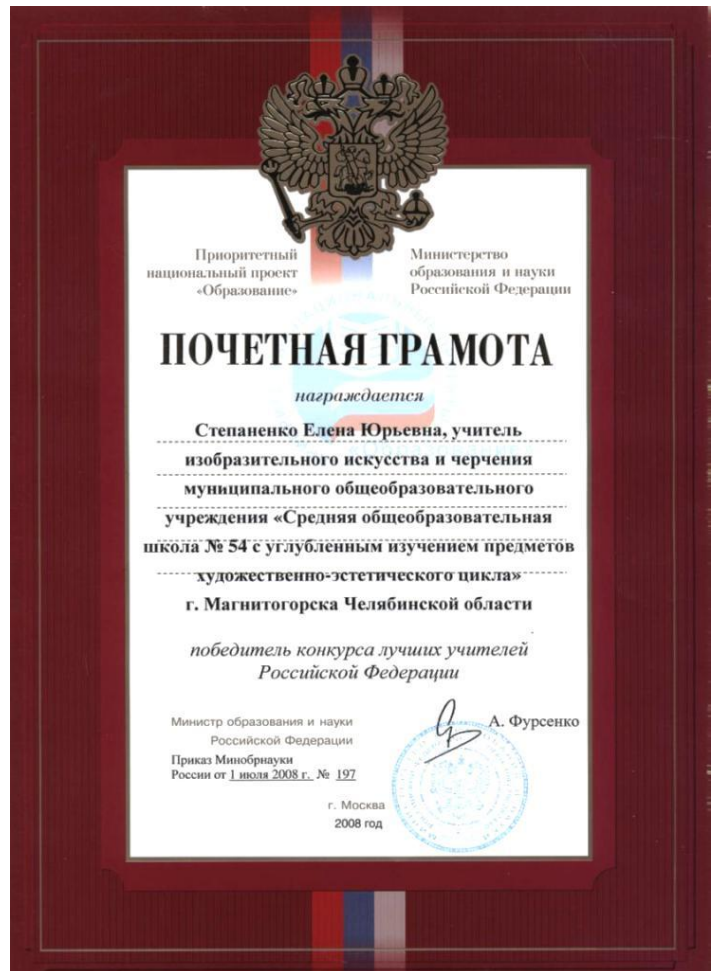 Приоритетный
национальный проект
«Образование»
Министерство
образования и науки
Российской Федерации
ПОЧЕТНАЯ ГРАМОТА
награждается
Степаненко Елена Юрьевна, учитель
изобразительного искусства и черчения
муниципального общеобразовательного
учреждения «Средняя общеобразовательная
школа № 54 с углубленным изучением предметов
художественно-эстетического цикла»
г. Магнитогорска Челябинской области
победитель конкурса лучших учителей
Российской Федерации
Министр образования и науки
Российской Федерации
А. Фурсенко
Приказ Минобрнауки
России от 1 июля 2008 г. № 197
г. Москва
2008 год